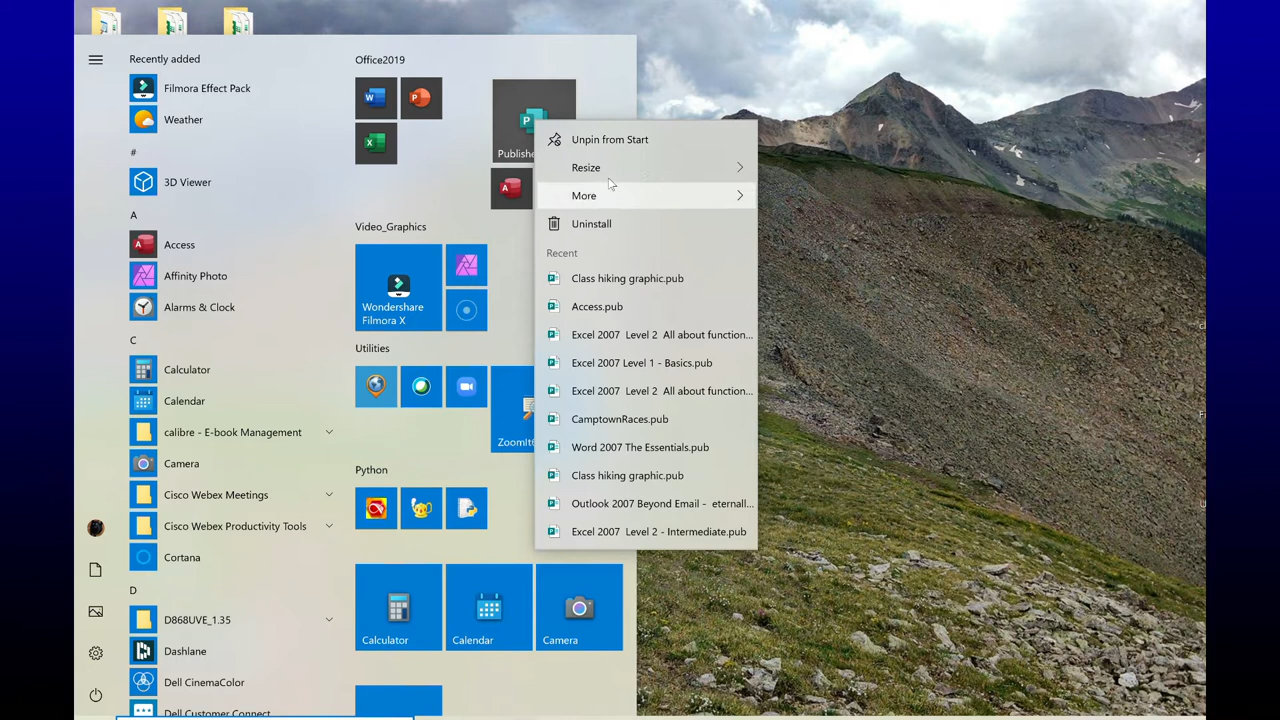 Recently added
Filmora Effect Pack
Weather
#
3D Viewer
A
Access
Affinity Photo
Alarms & Clock
C
Calculator
Calendar
calibre - E-book Management
Camera
Cisco Webex Meetings
Cisco Webex Productivity Tools
Cortana
D
D868UVE_1.35
Dashlane
Dell CinemaColor
Dell Customer Connect
Office2019
Publishe
Video_Graphics
Wondershare
Filmora X
Utilities
ZoomIt6
Python
Calculator
Calendar
Camera
Unpin from Start
Resize
More
Uninstall
Recent
Class hiking graphic.pub
Access.pub
Excel 2007 Level 2 All about function...
Excel 2007 Level 1 - Basics.pub
Excel 2007 Level 2 All about function...
CamptownRaces.pub
Word 2007 The Essentials.pub
Class hiking graphic.pub
Outlook 2007 Beyond Email - eternall...
Excel 2007 Level 2 - Intermediate.pub